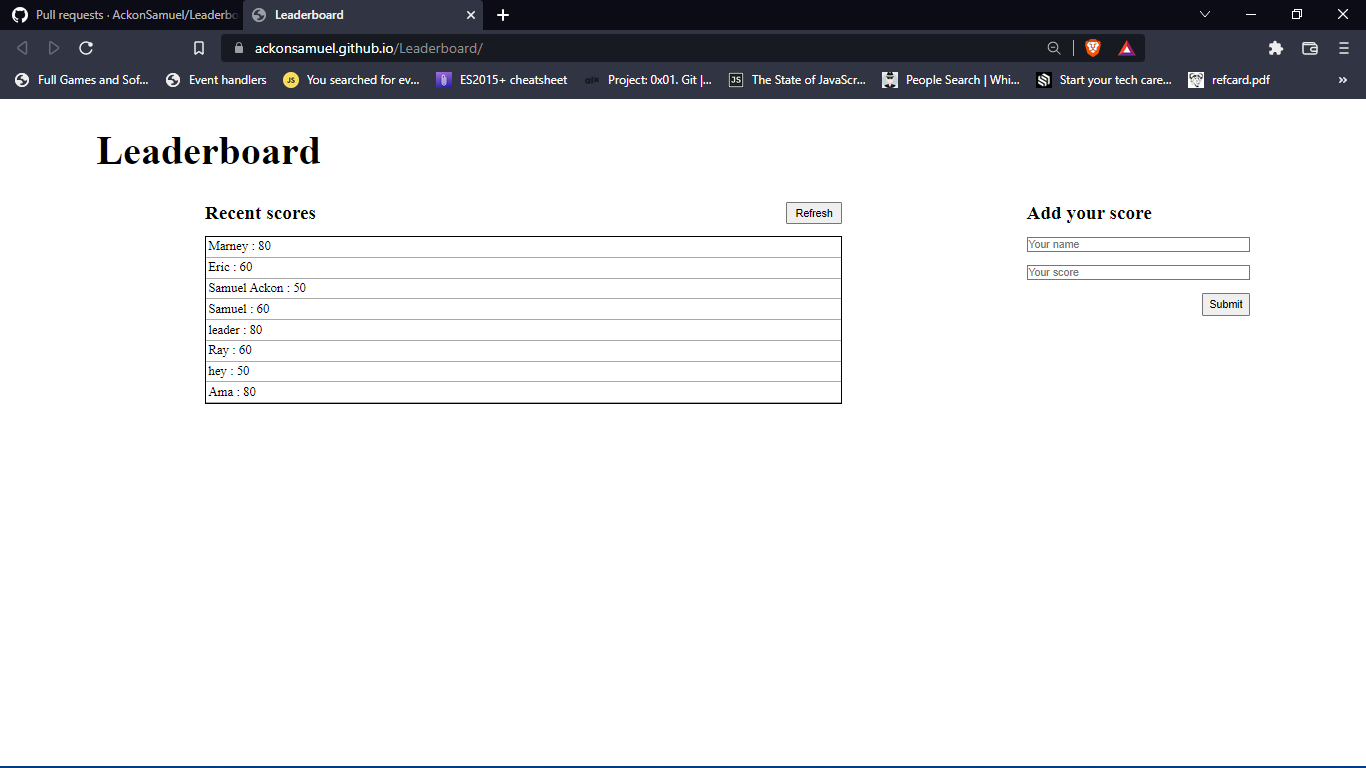 Pull requests · AckonSamuel/Leaderbo
Leaderboard
ackonsamuel.github.io/Leaderboard/
Full Games and Sof...
Event handlers
JS
You searched for ev...
ES2015+ cheatsheet
Project: 0x01. Git |...
JS
The State of JavaScr...
People Search | Whi...
Start your tech care...
refcard.pdf
»
Leaderboard
Recent scores
Refresh
Marney : 80
Eric : 60
Samuel Ackon : 50
Samuel : 60
leader : 80
Ray : 60
hey : 50
Ama : 80
Add your score
Your name
Your score
Submit